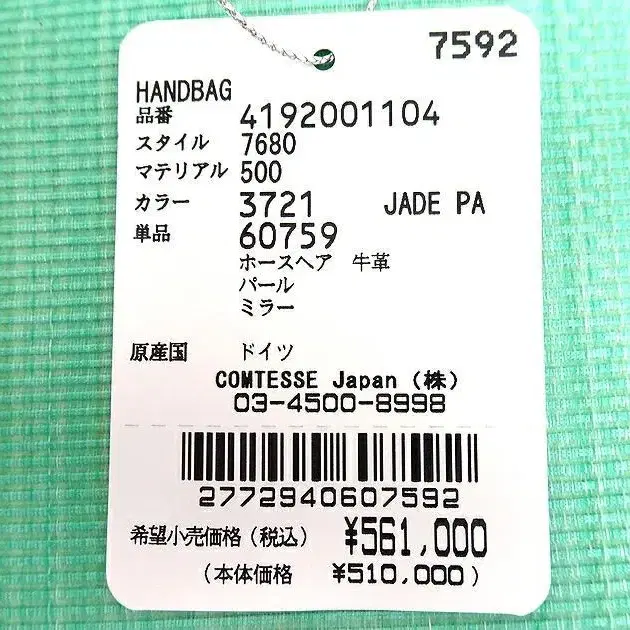 7592
HANDBAG
品番 4192001104
スタイル 7680
マテリアル 500
カラー 3721 JADE PA
単品 60759
ホースヘア 牛革
パール
ミラー
原産国 ドイツ
COMTESSE Japan (株)
03-4500-8998
2772940607592
希望小売価格(税込) ¥561,000
(本体価格 ¥510,000)